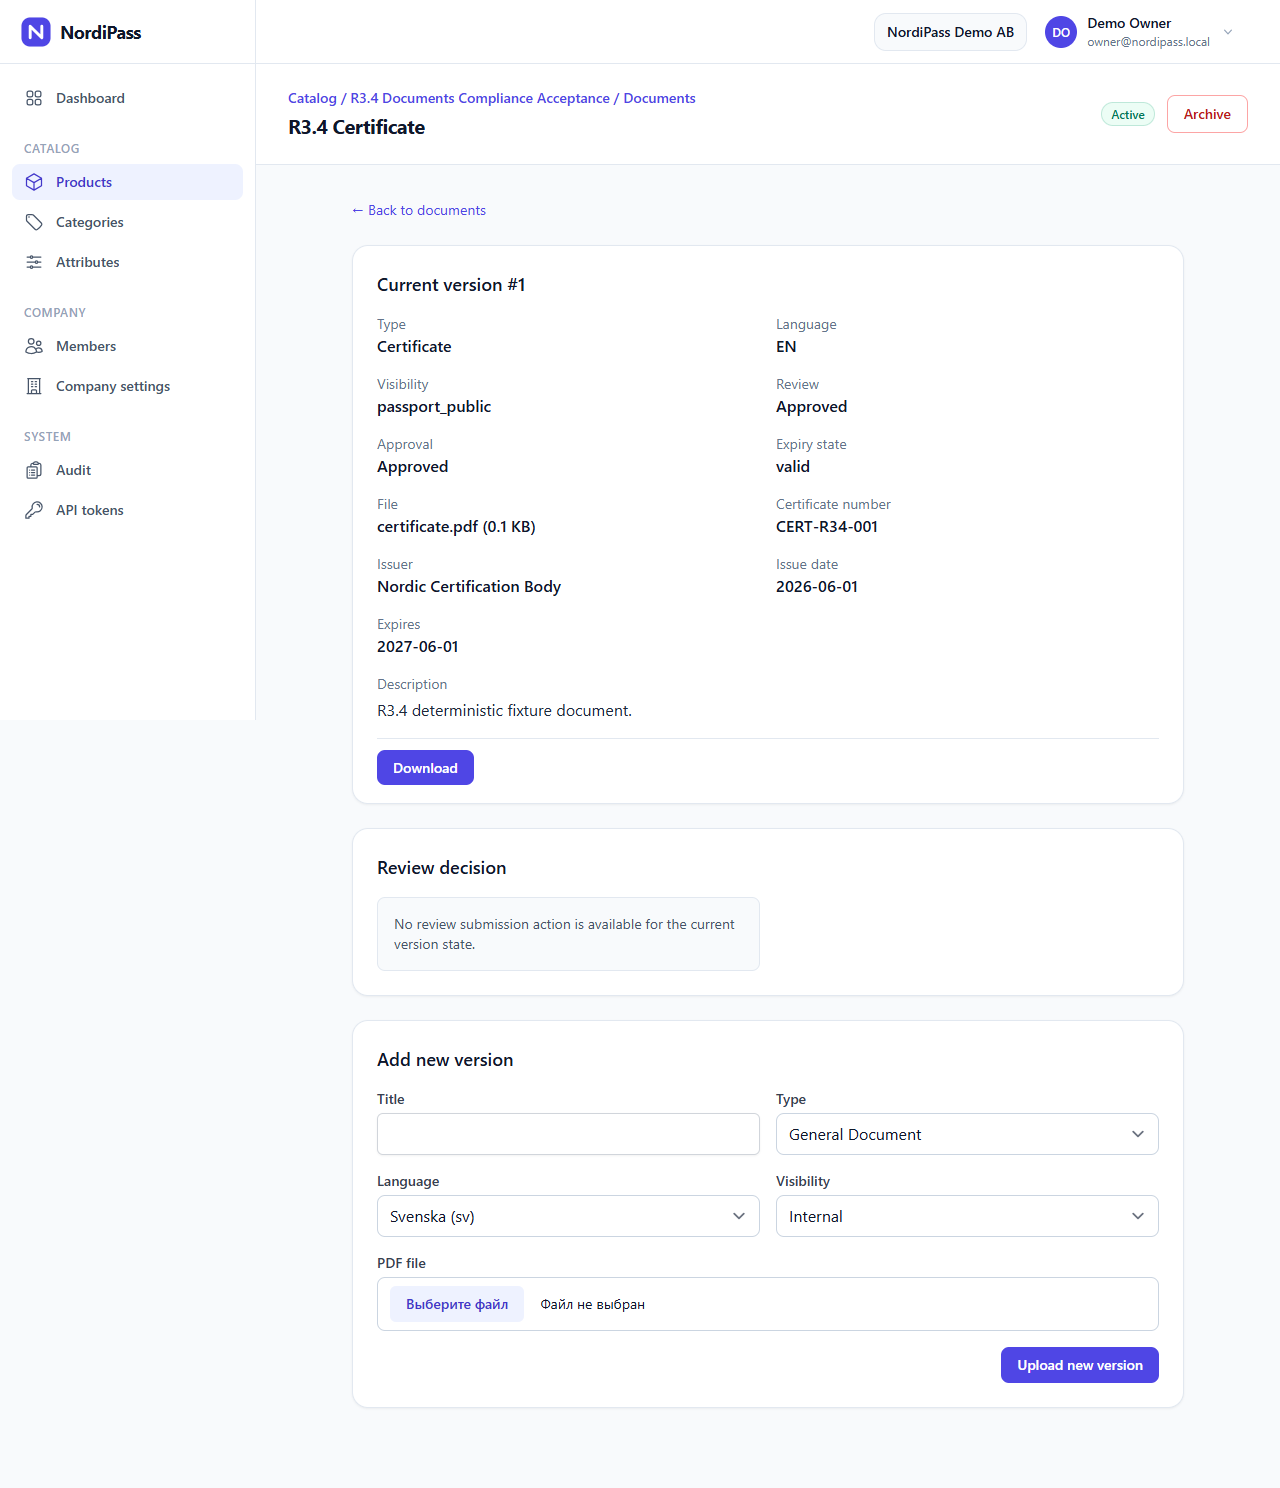 N NordiPass
NordiPass Demo AB
DO
Demo Owner
owner@nordipass.local
Dashboard
CATALOG
Products
Categories
Attributes
COMPANY
Members
Company settings
SYSTEM
Audit
API tokens
Catalog / R3.4 Documents Compliance Acceptance / Documents
R3.4 Certificate
Active
Archive
← Back to documents
Current version #1
Type
Certificate
Language
EN
Visibility
passport_public
Review
Approved
Approval
Approved
Expiry state
valid
File
certificate.pdf (0.1 KB)
Certificate number
CERT-R34-001
Issuer
Nordic Certification Body
Issue date
2026-06-01
Expires
2027-06-01
Description
R3.4 deterministic fixture document.
Download
Review decision
No review submission action is available for the current
version state.
Add new version
Title
Type
General Document
Language
Svenska (sv)
Visibility
Internal
PDF file
Выберите файл
Файл не выбран
Upload new version